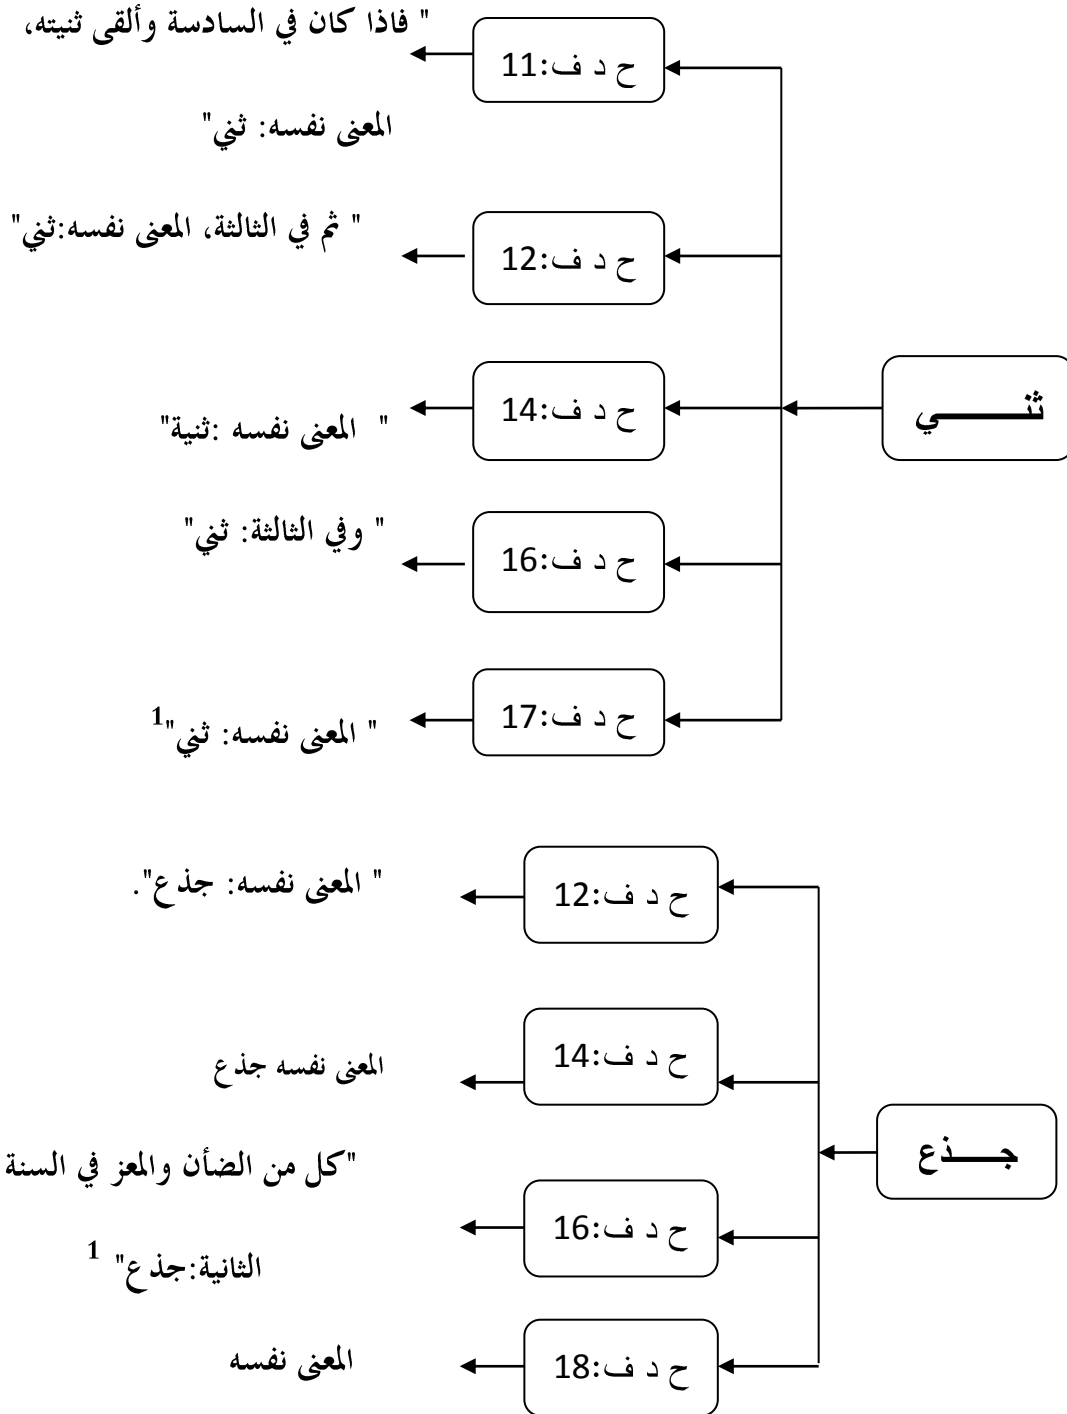 " فاذا كان في السادسة وألقى ثنيته،
ح د ف:11
المعنى نفسه: ثني"
" ثم في الثالثة، المعنى نفسه:ثني"
ح د ف:12
ثنـــــــي
ح د ف:14
" المعنى نفسه :ثنية"
" وفي الثالثة: ثني"
ح د ف:16
ح د ف:17
" المعنى نفسه: ثني"1
" المعنى نفسه: جذع".
ح د ف:12
ح د ف:14
المعنى نفسه جذع
جـــــذع
"كل من الضأن والمعز في السنة
ح د ف:16
الثانية:جذع" 1
ح د ف:18
المعنى نفسه